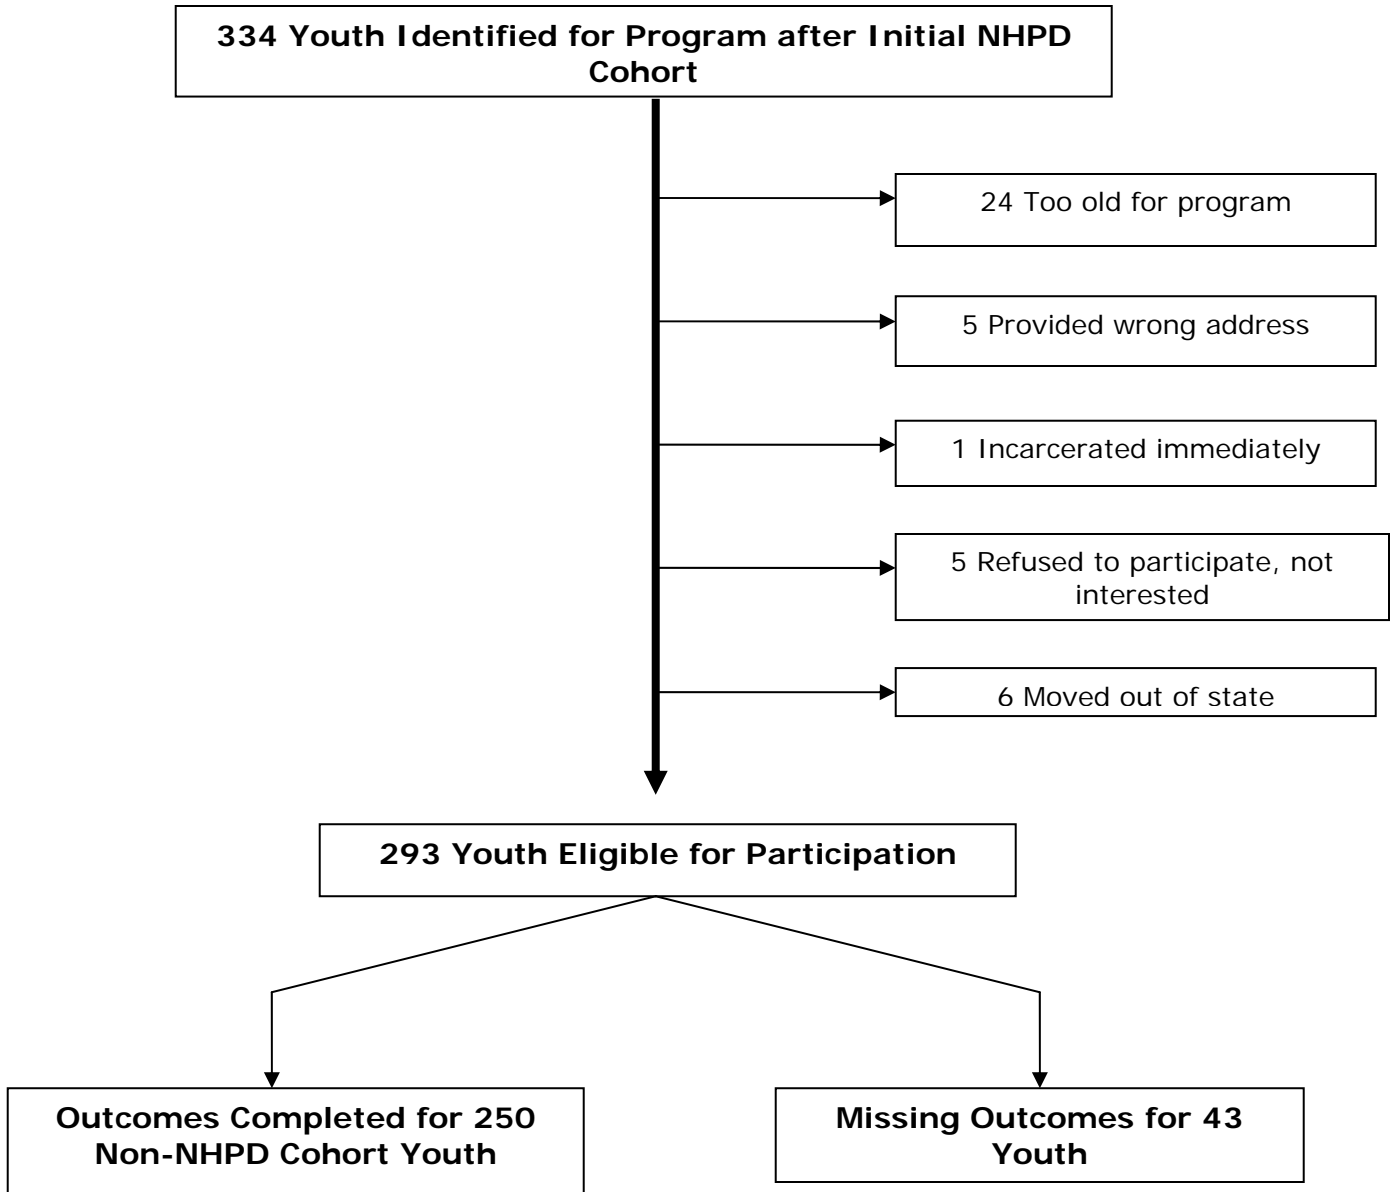 334 Youth Identified for Program after Initial NHPD
Cohort
24 Too old for program
5 Provided wrong address
1 Incarcerated immediately
5 Refused to participate, not
interested
6 Moved out of state
293 Youth Eligible for Participation
Outcomes Completed for 250
Non-NHPD Cohort Youth
Missing Outcomes for 43
Youth